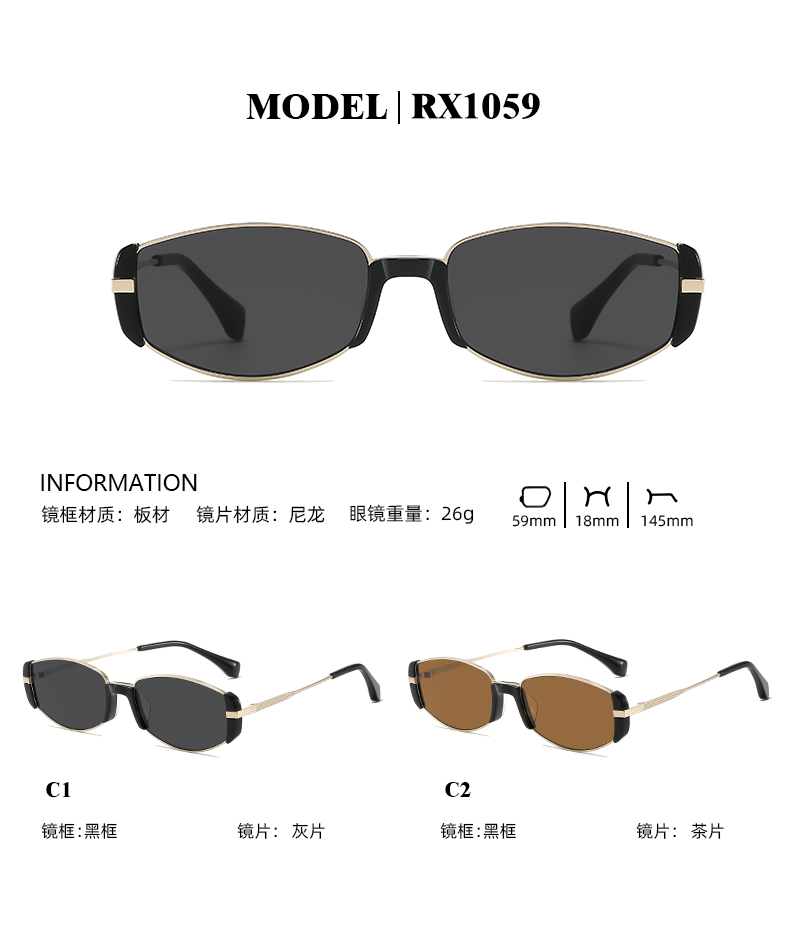 MODEL | RX1059
INFORMATION
镜框材质：板材 镜片材质：尼龙 眼镜重量：26g
59mm 18mm 145mm
C1
镜框:黑框 镜片： 灰片
C2
镜框:黑框 镜片： 茶片